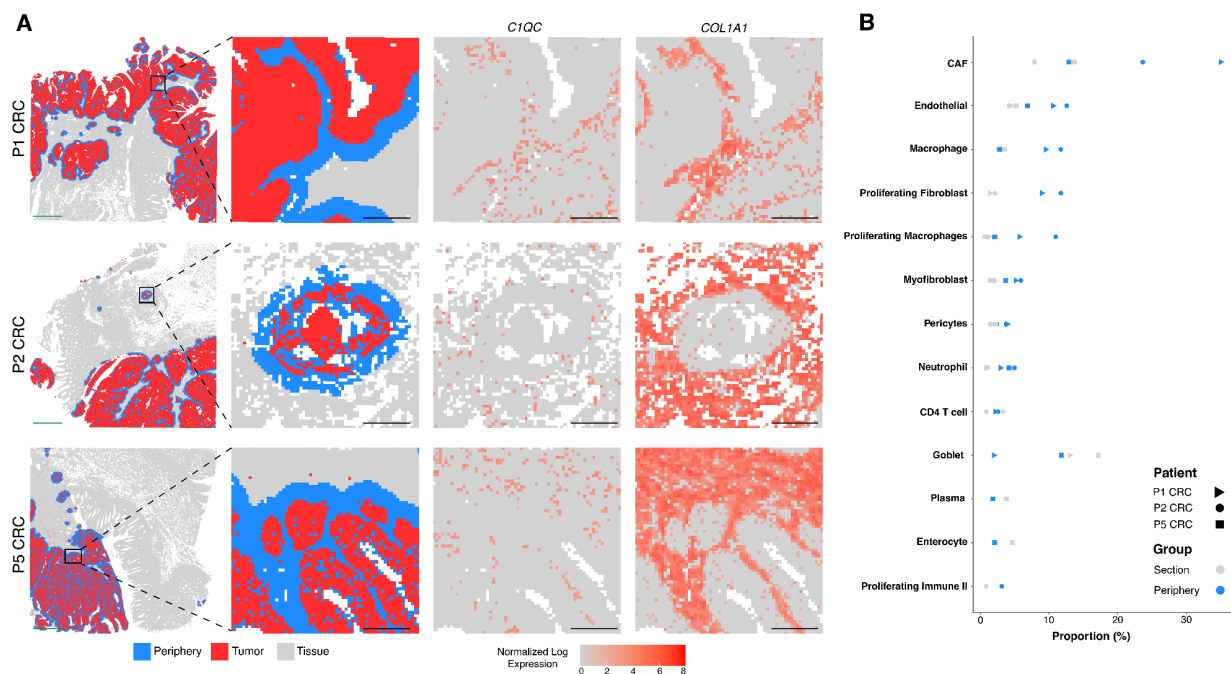 A
B
C1QC
COL1A1
P1 CRC
P2 CRC
P5 CRC
Periphery
Tumor
Tissue
Normalized Log
Expression
0
2
4
6
8
CAF
Endothelial
Macophage
Proliferating Fibroblast
Proliferating Macrophages
Myofibroblast
Pericytes
Neutrophil
CD4 T cell
Goblet
Plasma
Enterocyte
Proliferating Immune II
0
10
20
30
Proportion (%)
Patient
P1 CRC
P2 CRC
P5 CRC
Group
Section
Periphery